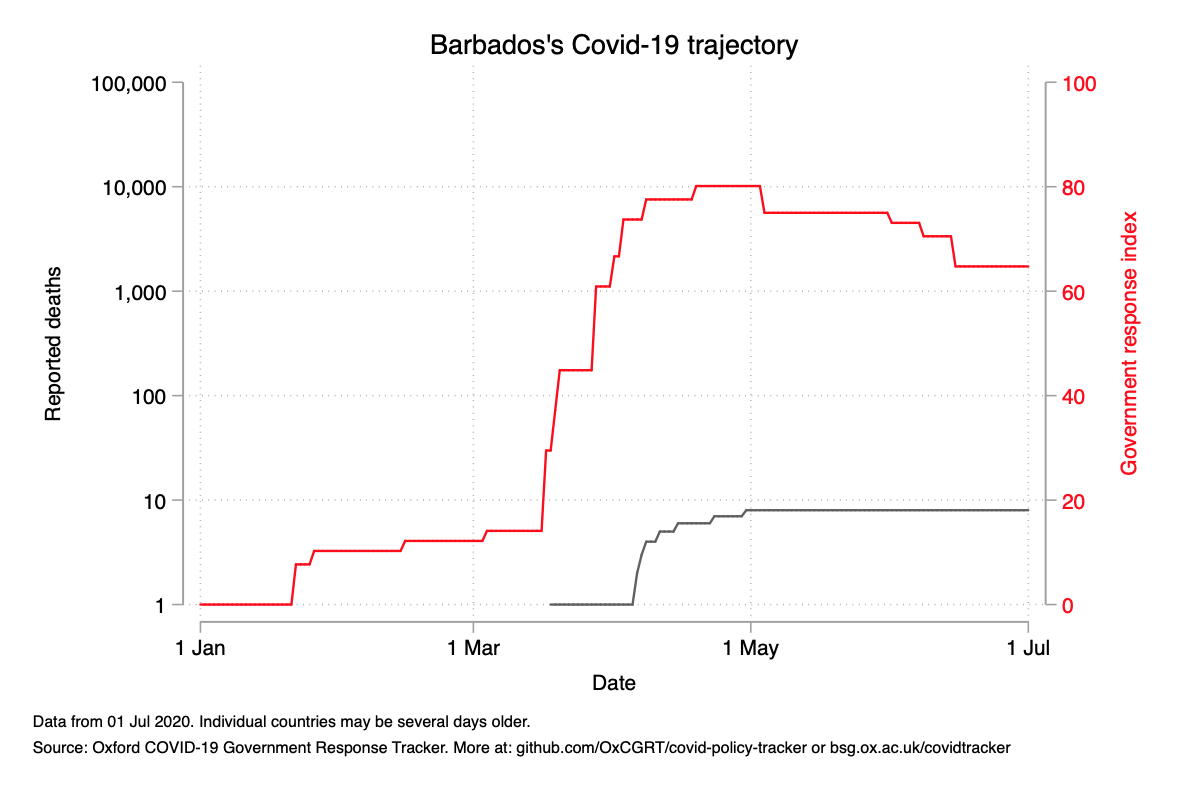 Barbados's Covid-19 trajectory
100,000
10,000
1,000
100
10
1
Reported deaths
100
80
60
40
20
0
Government response index
1 Jan
1 Mar
1 May
1 Jul
Date
Data from 01 Jul 2020. Individual countries may be several days older.
Source: Oxford COVID-19 Government Response Tracker. More at: github.com/OxCGRT/covid-policy-tracker or bsg.ox.ac.uk/covidtracker